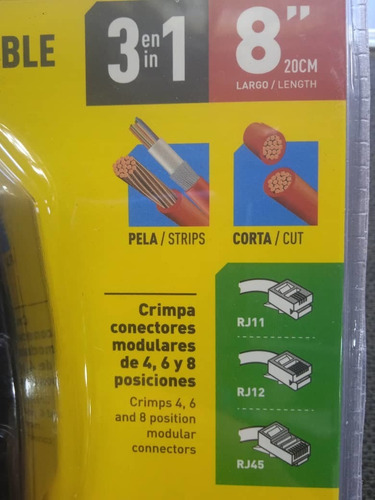 BLE
3 en in 1
8”
20CM
LARGO / LENGTH
PELA / STRIPS
CORTA / CUT
Crimpa
conectores
modulares
de 4, 6 y 8
posiciones
Crimps 4, 6
and 8 position
modular
connectors
RJ11
RJ12
RJ45